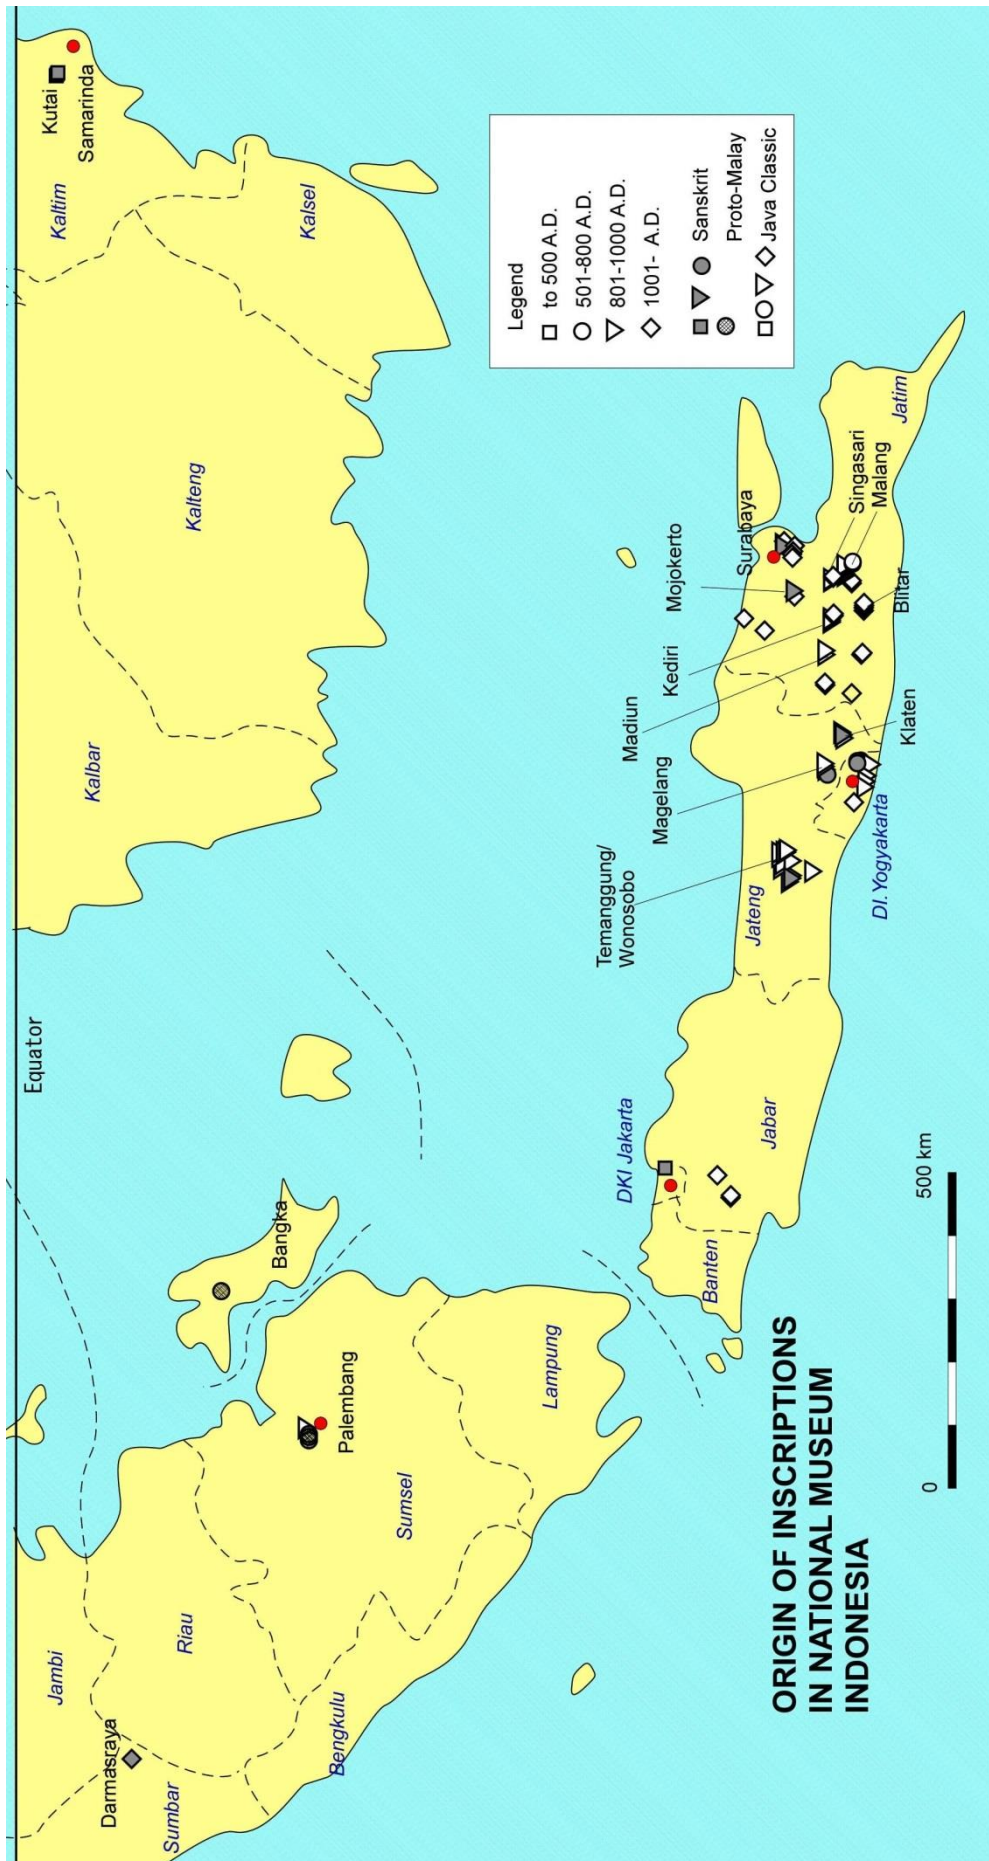 Equator
Kutai
Samarinda
Kaltim
Kalsel
Kalteng
Kalbar
Bangka
Palembang
Darmasraya
Jambi
Riau
Sumbar
Bengkulu
Sumsel
Lampung
Legend
to 500 A.D.
501-800 A.D.
801-1000 A.D.
1001- A.D.
Sanskrit
Proto-Malay
Java Classic
DKI Jakarta
Banten
Jabar
Jateng
Temanggung/
Wonosobo
Magelang
Madiun
Kediri
Mojokerto
Surabaya
Singasari
Malang
Jatim
Blitar
Klaten
DI.Yogyakarta
ORIGIN OF INSCRIPTIONS
IN NATIONAL MUSEUM
INDONESIA
0
500 km